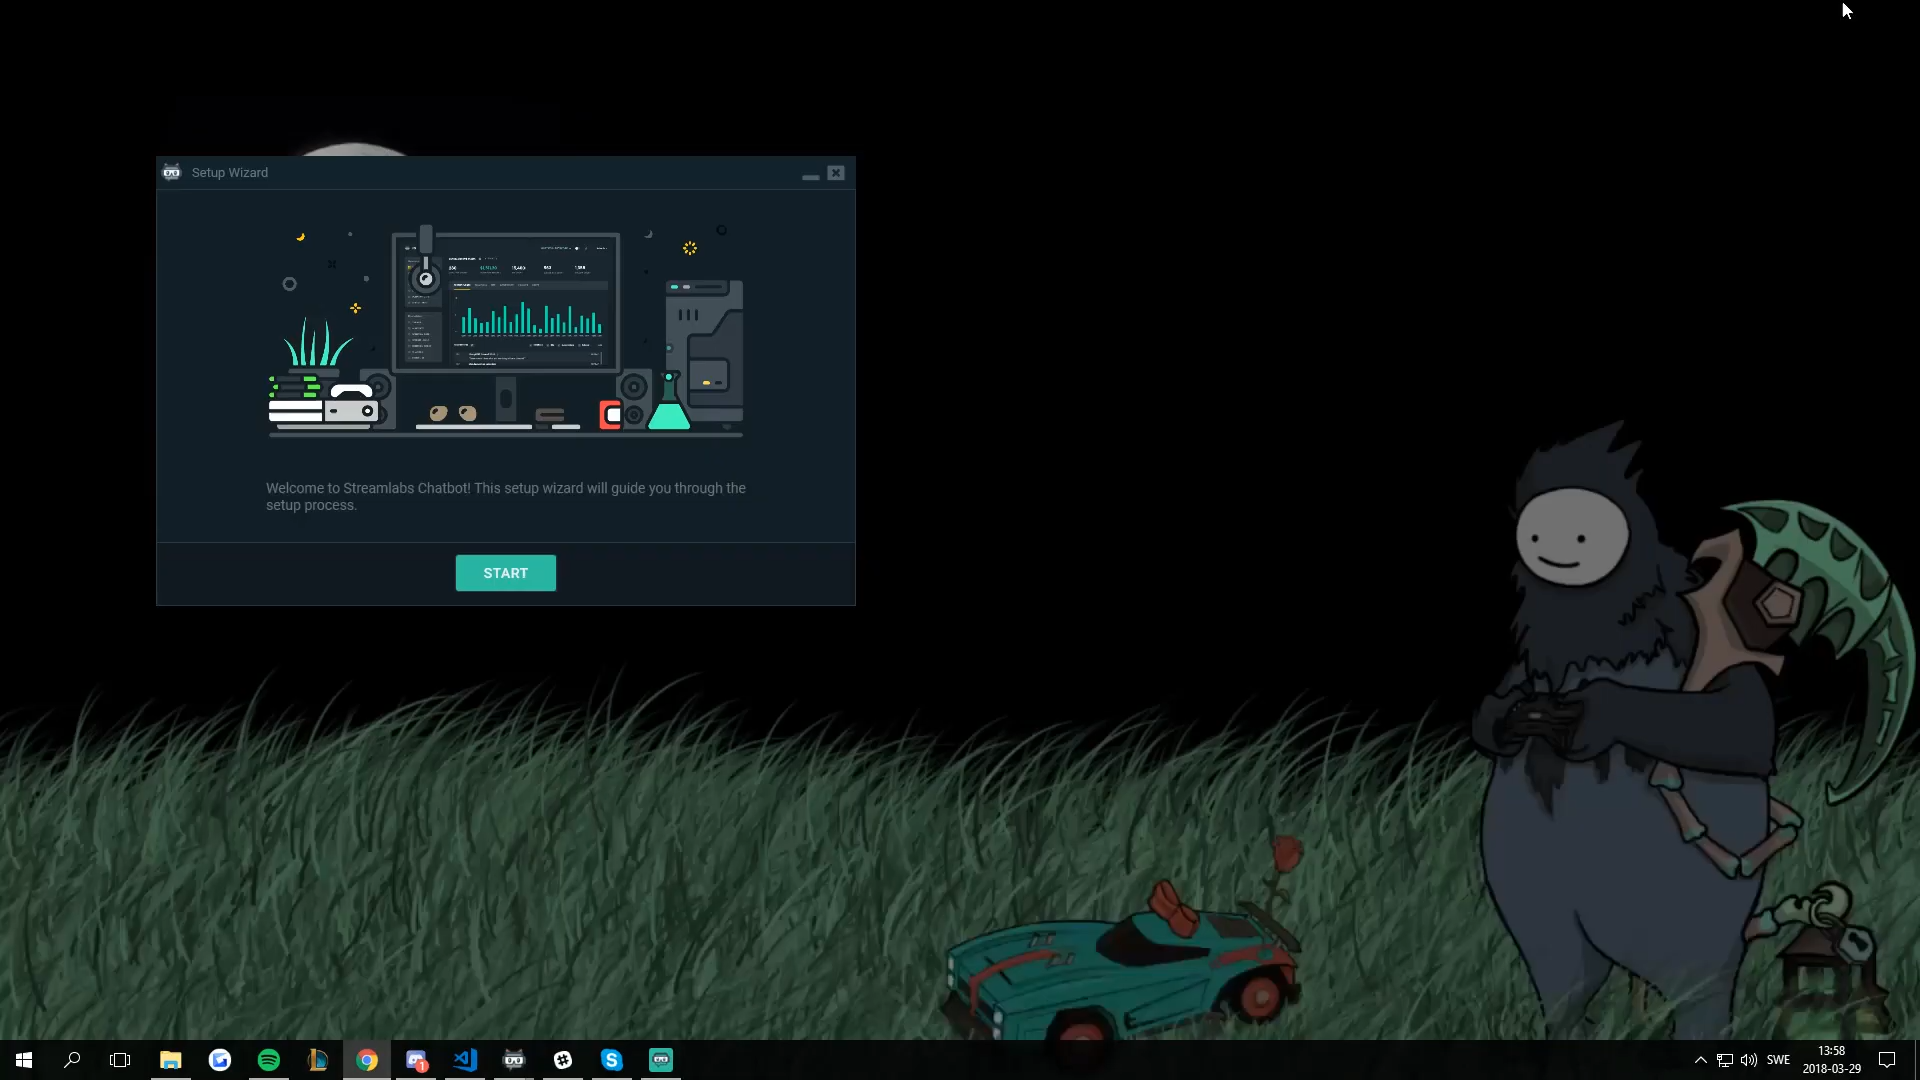 Setup Wizard
Welcome to Streamlabs Chatbot! This setup wizard will guide you through the
setup process.
START
1
SWE
13:58
2018-03-29